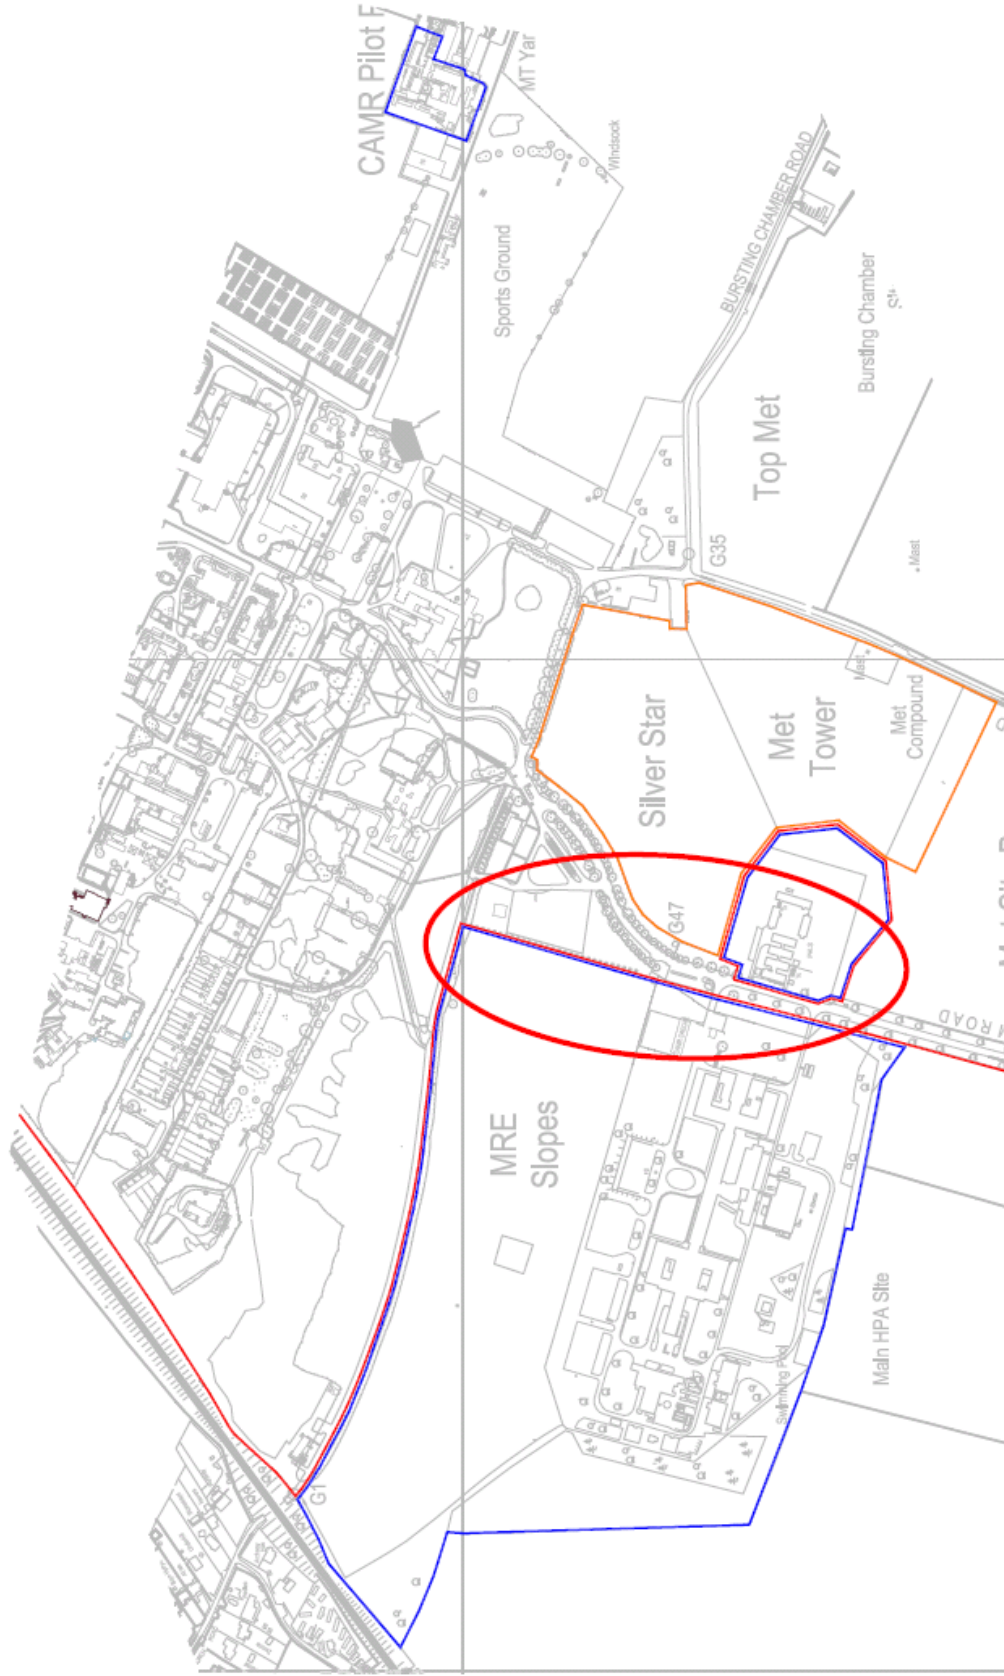 CAMR Pilot F
MT Yar
Windsock
Sports Ground
BURSTING CHAMBER ROAD
Bursting Chamber
Top Met
G35
Mast
Silver Star
Mast
Met
Tower
Met
Compound
G47
ROAD
MRE
Slopes
Main HPA Site
Swimming Pool
G1